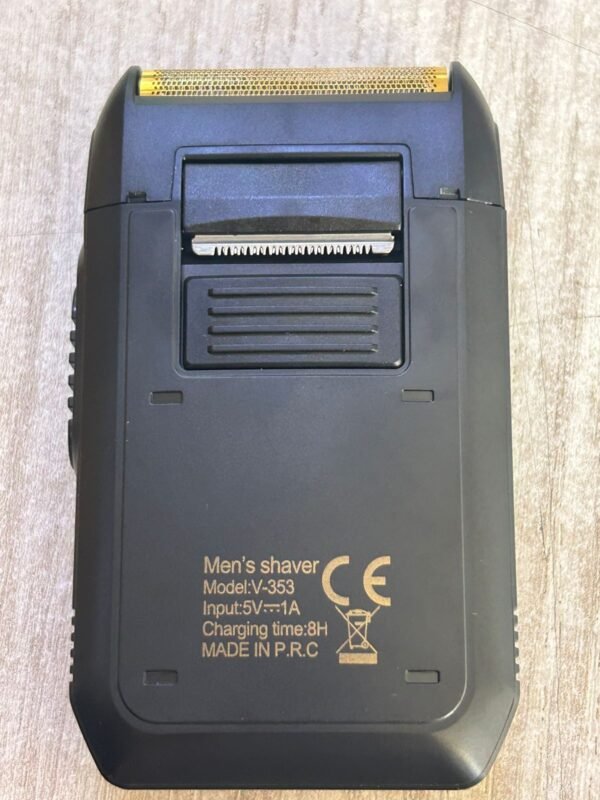 Men's shaver
Model:V-353
Input:5V⎓1A
Charging time:8H
MADE IN P.R.C
CE